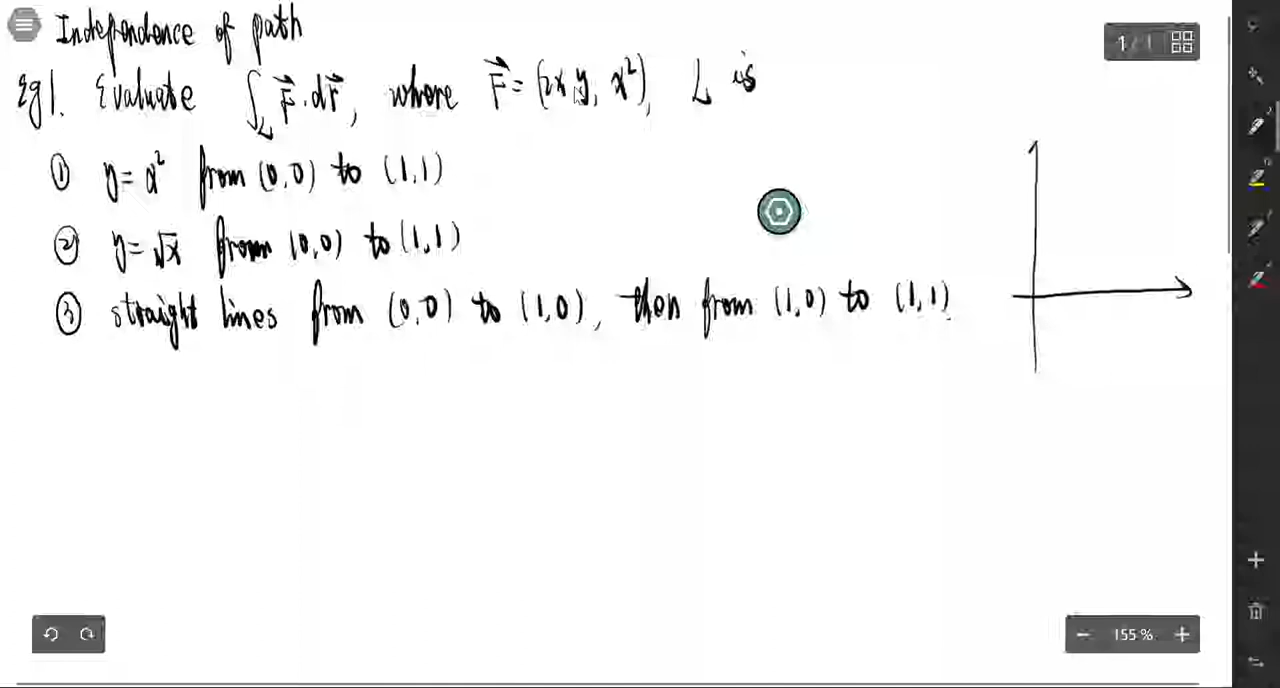 Independence of path
Eg1. Evaluate ∫_L F⃗·dr⃗, where F⃗ = (2xy, x²), L is
① y = x² from (0,0) to (1,1)
② y = √x from (0,0) to (1,1)
③ straight lines from (0,0) to (1,0), then from (1,0) to (1,1)
1 / 1
155 %